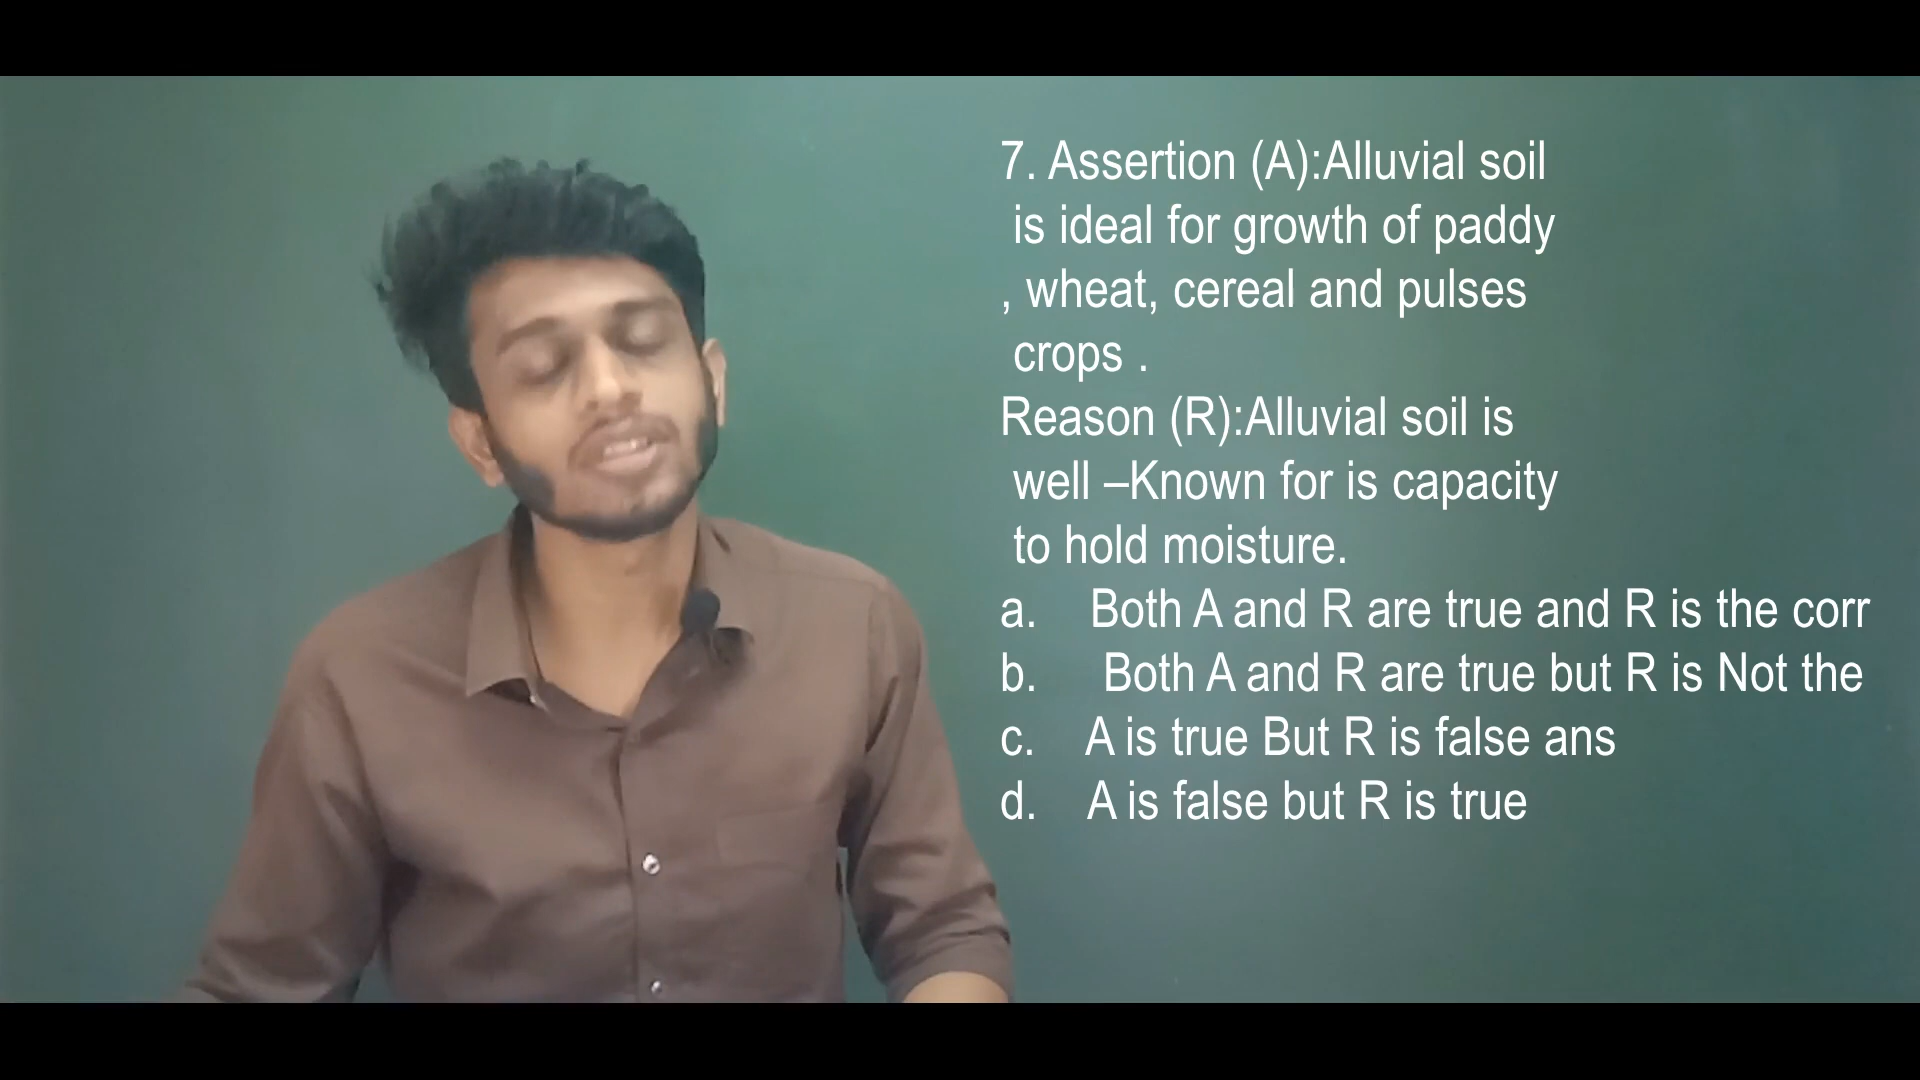 7. Assertion (A):Alluvial soil
is ideal for growth of paddy
, wheat, cereal and pulses
crops .
Reason (R):Alluvial soil is
well –Known for is capacity
to hold moisture.
a. Both A and R are true and R is the corr
b. Both A and R are true but R is Not the
c. A is true But R is false ans
d. A is false but R is true